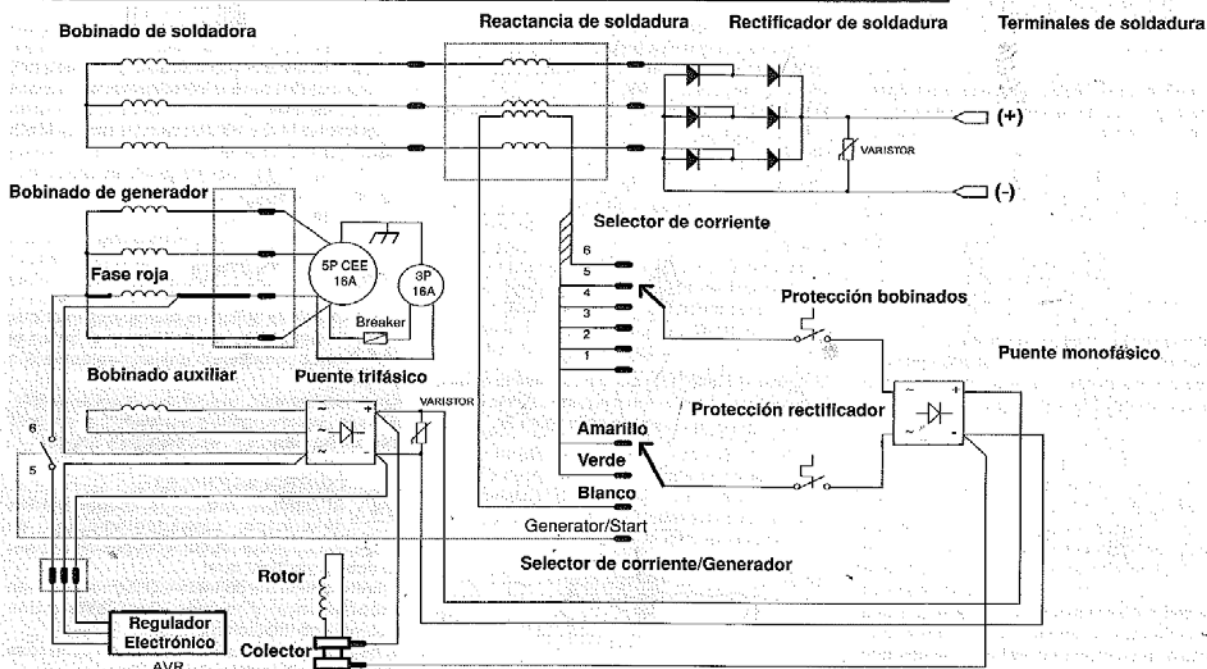 Bobinado de soldadora
Reactancia de soldadura
Rectificador de soldadura
Terminales de soldadura
(+)
VARISTOR
(-)
Bobinado de generador
Fase roja
5P CEE
16A
3P
16A
Breaker
Selector de corriente
6
5
4
3
2
1
Protección bobinados
Puente monofásico
Bobinado auxiliar
Puente trifásico
VARISTOR
~
+
~
-
Protección rectificador
~
+
~
-
6
5
Amarillo
Verde
Blanco
Generator/Start
Selector de corriente/Generador
Rotor
Regulador
Electrónico
AVR
Colector